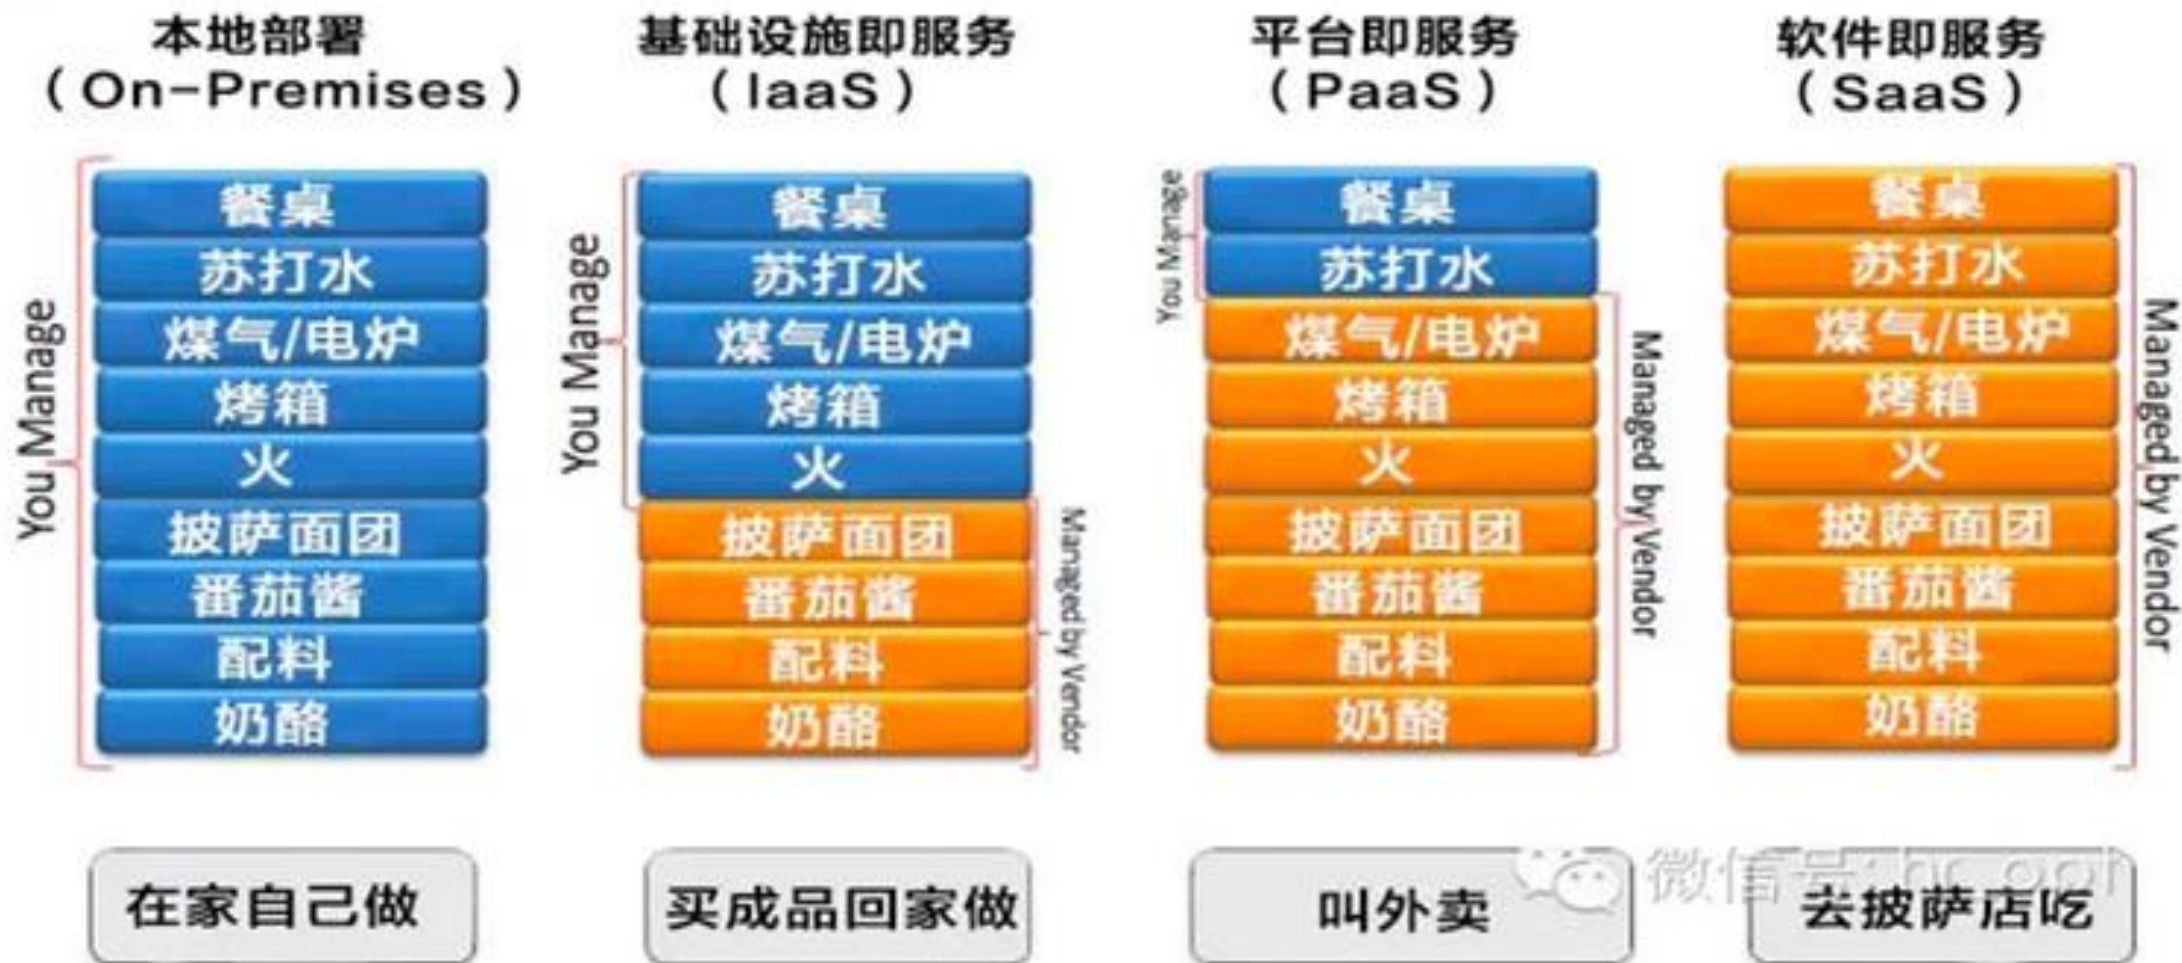 本地部署
（On-Premises）
基础设施即服务
（IaaS）
平台即服务
（PaaS）
软件即服务
（SaaS）
You Manage
餐桌
苏打水
煤气/电炉
烤箱
火
披萨面团
番茄酱
配料
奶酪
You Manage
餐桌
苏打水
煤气/电炉
烤箱
火
披萨面团
番茄酱
配料
奶酪
Managed by Vendor
You Manage
餐桌
苏打水
煤气/电炉
烤箱
火
披萨面团
番茄酱
配料
奶酪
Managed by Vendor
餐桌
苏打水
煤气/电炉
烤箱
火
披萨面团
番茄酱
配料
奶酪
Managed by Vendor
在家自己做
买成品回家做
叫外卖
去披萨店吃
微信号: